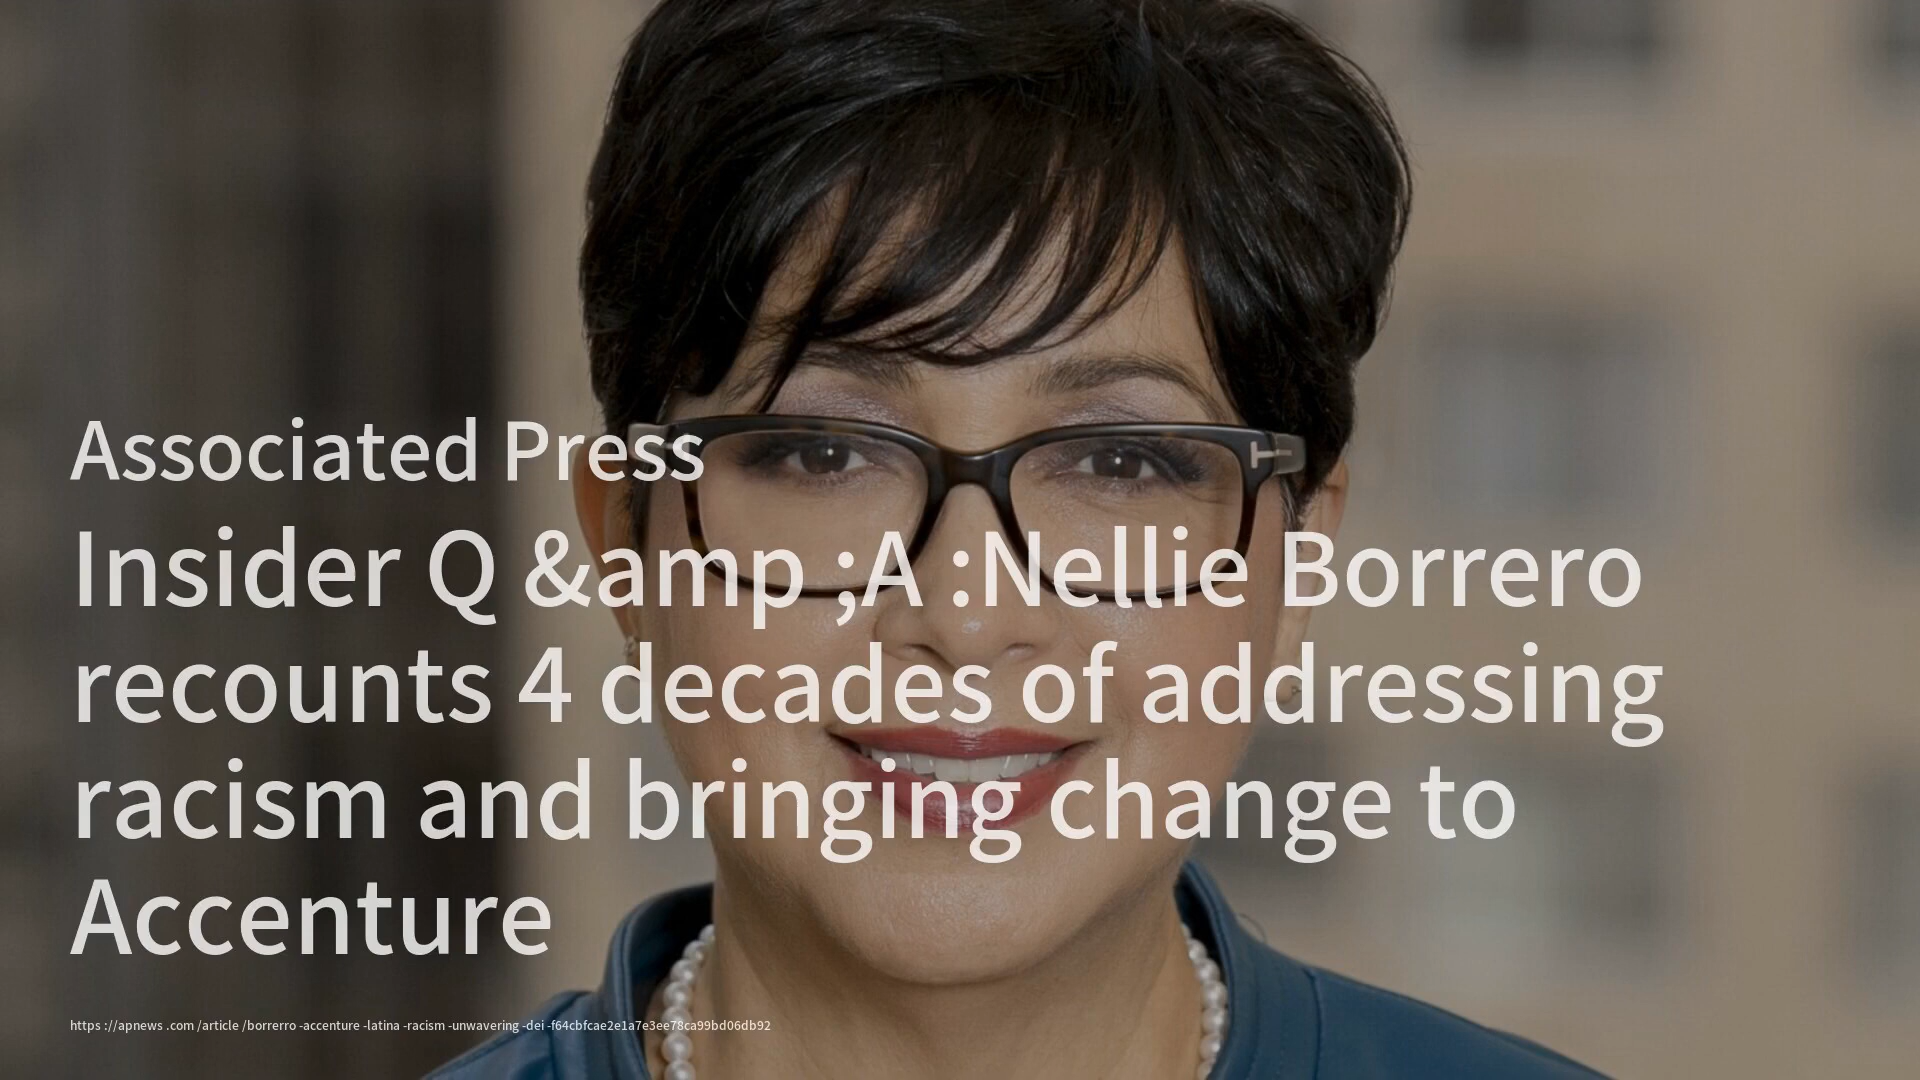 Associated Press
Insider Q &amp ;A :Nellie Borrero
recounts 4 decades of addressing
racism and bringing change to
Accenture
https ://apnews .com /article /borrerro -accenture -latina -racism -unwavering -dei -f64cbfcae2e1a7e3ee78ca99bd06db92